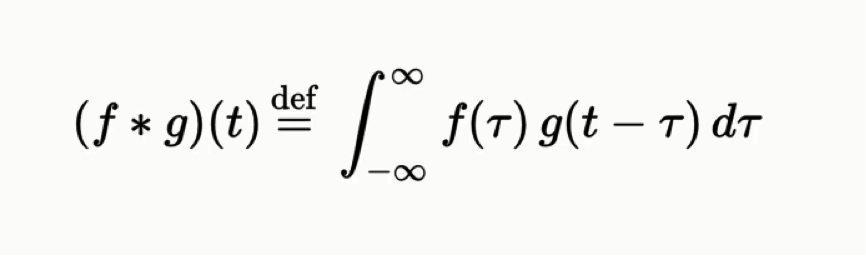 (f * g)(t) ≝ ∫_{-∞}^{∞} f(τ) g(t − τ) dτ